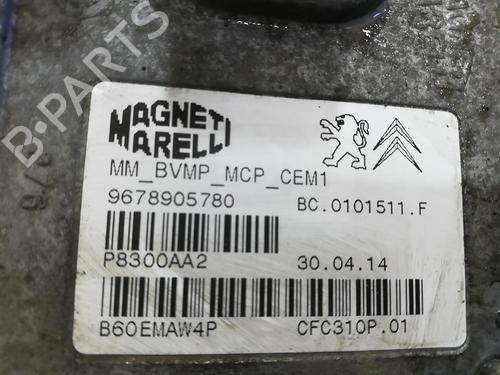 B-PARTS
MAGNETI
MARELLI
MM_BVMP_MCP_CEM1
9678905780 BC.0101511.F
P8300AA2 30.04.14
B60EMAW4P CFC310P.01